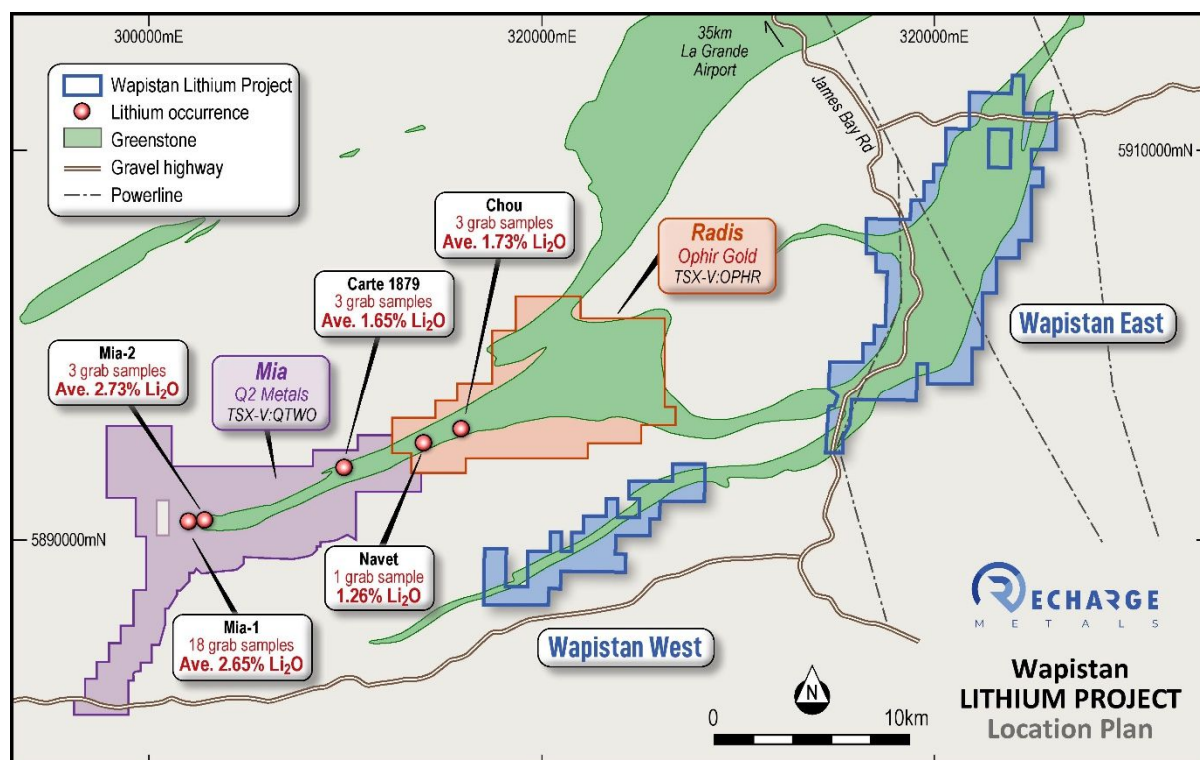 300000mE
320000mE
320000mE
35km
La Grande
Airport
James Bay Rd
Wapistan Lithium Project
Lithium occurrence
Greenstone
Gravel highway
Powerline
5910000mN
Chou
3 grab samples
Ave. 1.73% Li₂O
Radis
Ophir Gold
TSX-V:OPHR
Carte 1879
3 grab samples
Ave. 1.65% Li₂O
Wapistan East
Mia-2
3 grab samples
Ave. 2.73% Li₂O
Mia
Q2 Metals
TSX-V:QTWO
5890000mN
Navet
1 grab sample
1.26% Li₂O
Mia-1
18 grab samples
Ave. 2.65% Li₂O
Wapistan West
RECHARGE
METALS
N
0
10km
Wapistan
LITHIUM PROJECT
Location Plan